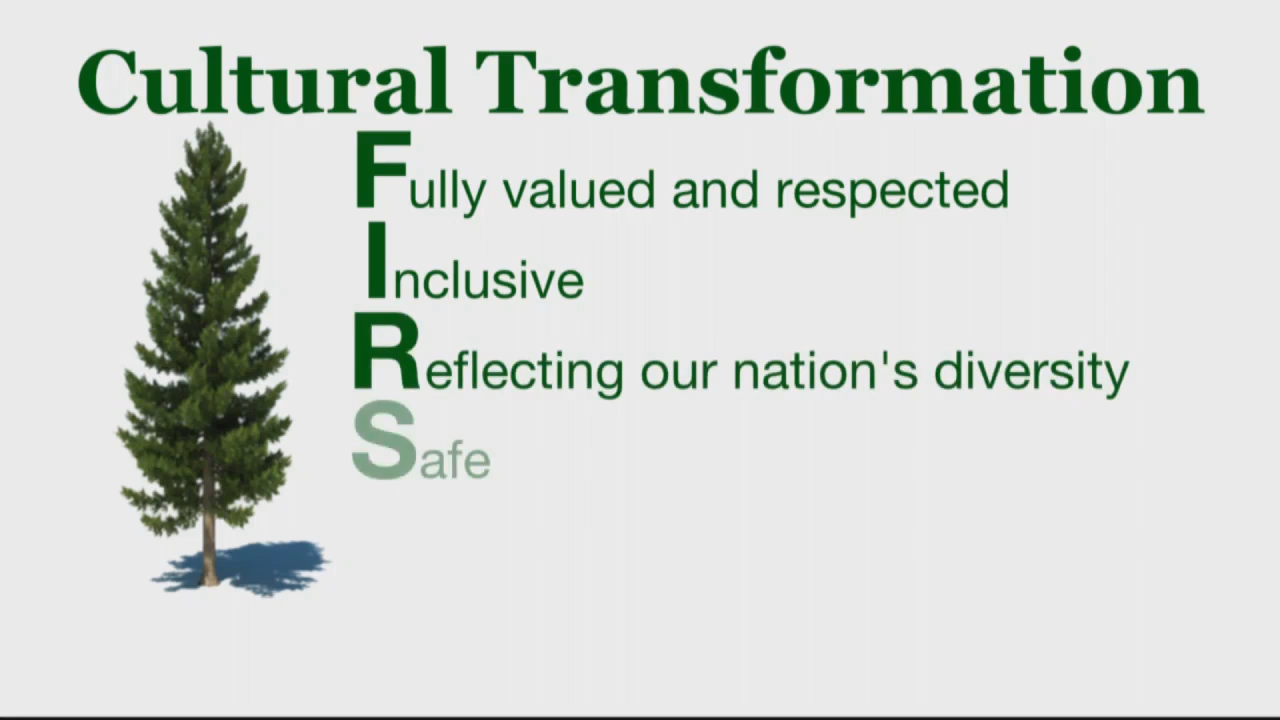 Cultural Transformation
Fully valued and respected
Inclusive
Reflecting our nation's diversity
Safe